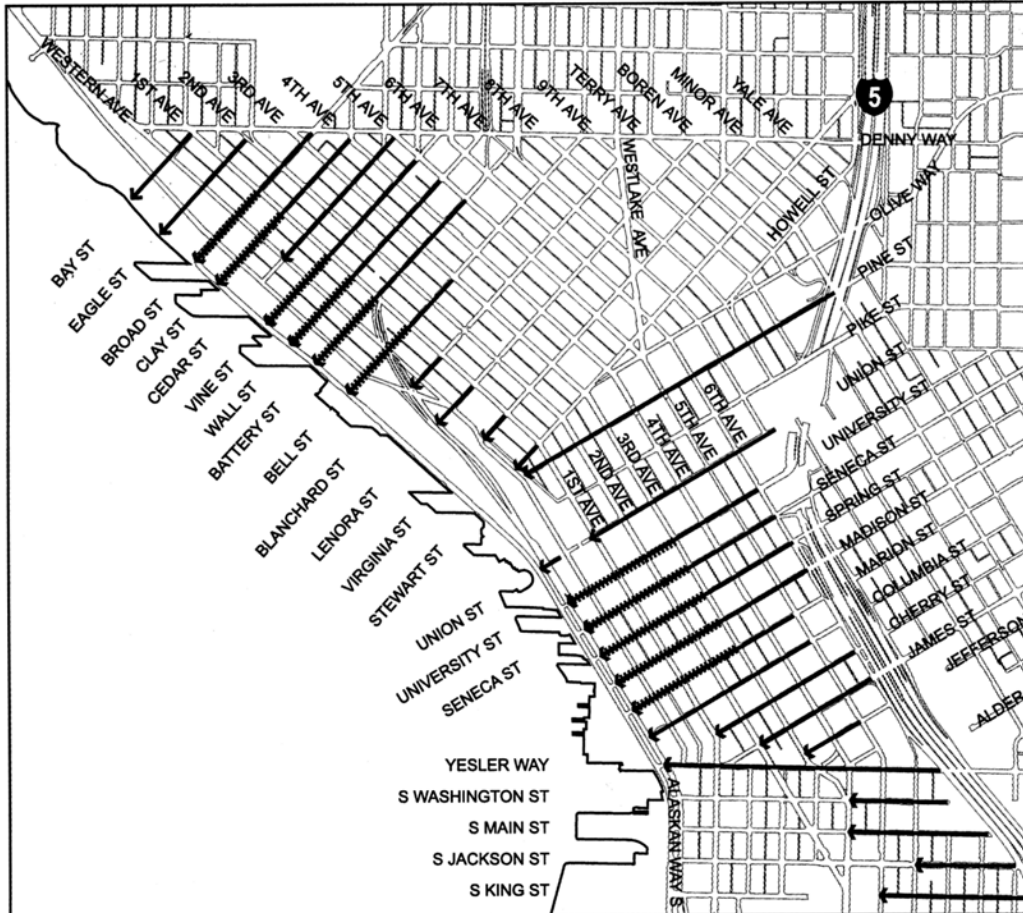 WESTERN AVE
1ST AVE
2ND AVE
3RD AVE
4TH AVE
5TH AVE
6TH AVE
7TH AVE
8TH AVE
9TH AVE
TERRY AVE
BOREN AVE
MINOR AVE
YALE AVE
5
DENNY WAY
WESTLAKE AVE
HOWELL ST
OLIVE WAY
PINE ST
PIKE ST
UNION ST
UNIVERSITY ST
SENECA ST
SPRING ST
MADISON ST
MARION ST
COLUMBIA ST
CHERRY ST
JAMES ST
JEFFERSON
ALDER
BAY ST
EAGLE ST
BROAD ST
CLAY ST
CEDAR ST
VINE ST
WALL ST
BATTERY ST
BELL ST
BLANCHARD ST
LENORA ST
VIRGINIA ST
STEWART ST
1ST AVE
2ND AVE
3RD AVE
4TH AVE
5TH AVE
6TH AVE
UNION ST
UNIVERSITY ST
SENECA ST
YESLER WAY
S WASHINGTON ST
S MAIN ST
S JACKSON ST
S KING ST
ALASKAN WAY S